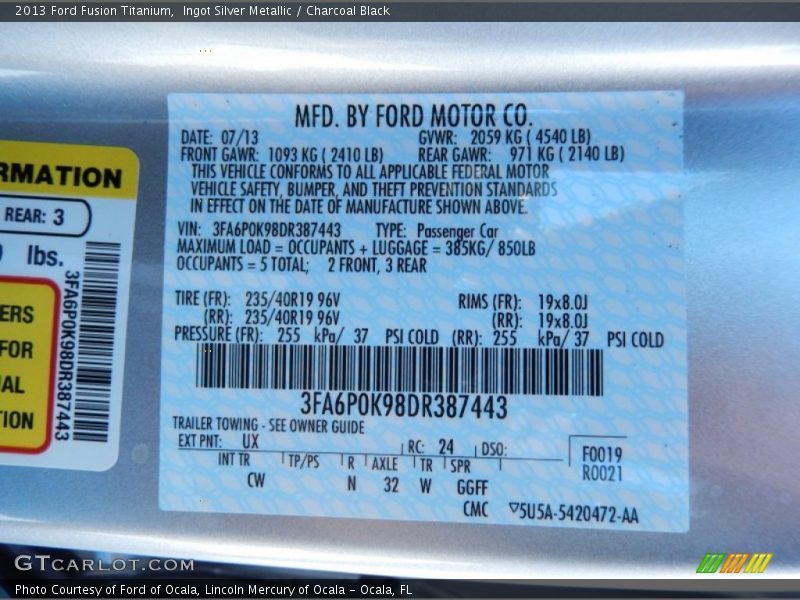 2013 Ford Fusion Titanium,  Ingot Silver Metallic / Charcoal Black
RMATION
REAR: 3
lbs.
ERS
FOR
AL
TION
3FA6P0K98DR387443
MFD. BY FORD MOTOR CO.
DATE: 07/13 GVWR: 2059 KG ( 4540 LB)
FRONT GAWR: 1093 KG ( 2410 LB) REAR GAWR: 971 KG ( 2140 LB)
THIS VEHICLE CONFORMS TO ALL APPLICABLE FEDERAL MOTOR
VEHICLE SAFETY, BUMPER, AND THEFT PREVENTION STANDARDS
IN EFFECT ON THE DATE OF MANUFACTURE SHOWN ABOVE.
VIN: 3FA6P0K98DR387443 TYPE: Passenger Car
MAXIMUM LOAD = OCCUPANTS + LUGGAGE = 385KG/ 850LB
OCCUPANTS = 5 TOTAL; 2 FRONT, 3 REAR
TIRE (FR): 235/40R19 96V RIMS (FR): 19x8.0J
(RR): 235/40R19 96V (RR): 19x8.0J
PRESSURE (FR): 255 kPa/ 37 PSI COLD (RR): 255 kPa/ 37 PSI COLD
3FA6P0K98DR387443
TRAILER TOWING - SEE OWNER GUIDE
EXT PNT: UX RC: 24 DSO: F0019
INT TR TP/PS R AXLE TR SPR R0021
CW N 32 W GGFF
CMC ▽5U5A-5420472-AA
GTCARLOT.COM
Photo Courtesy of Ford of Ocala, Lincoln Mercury of Ocala – Ocala, FL